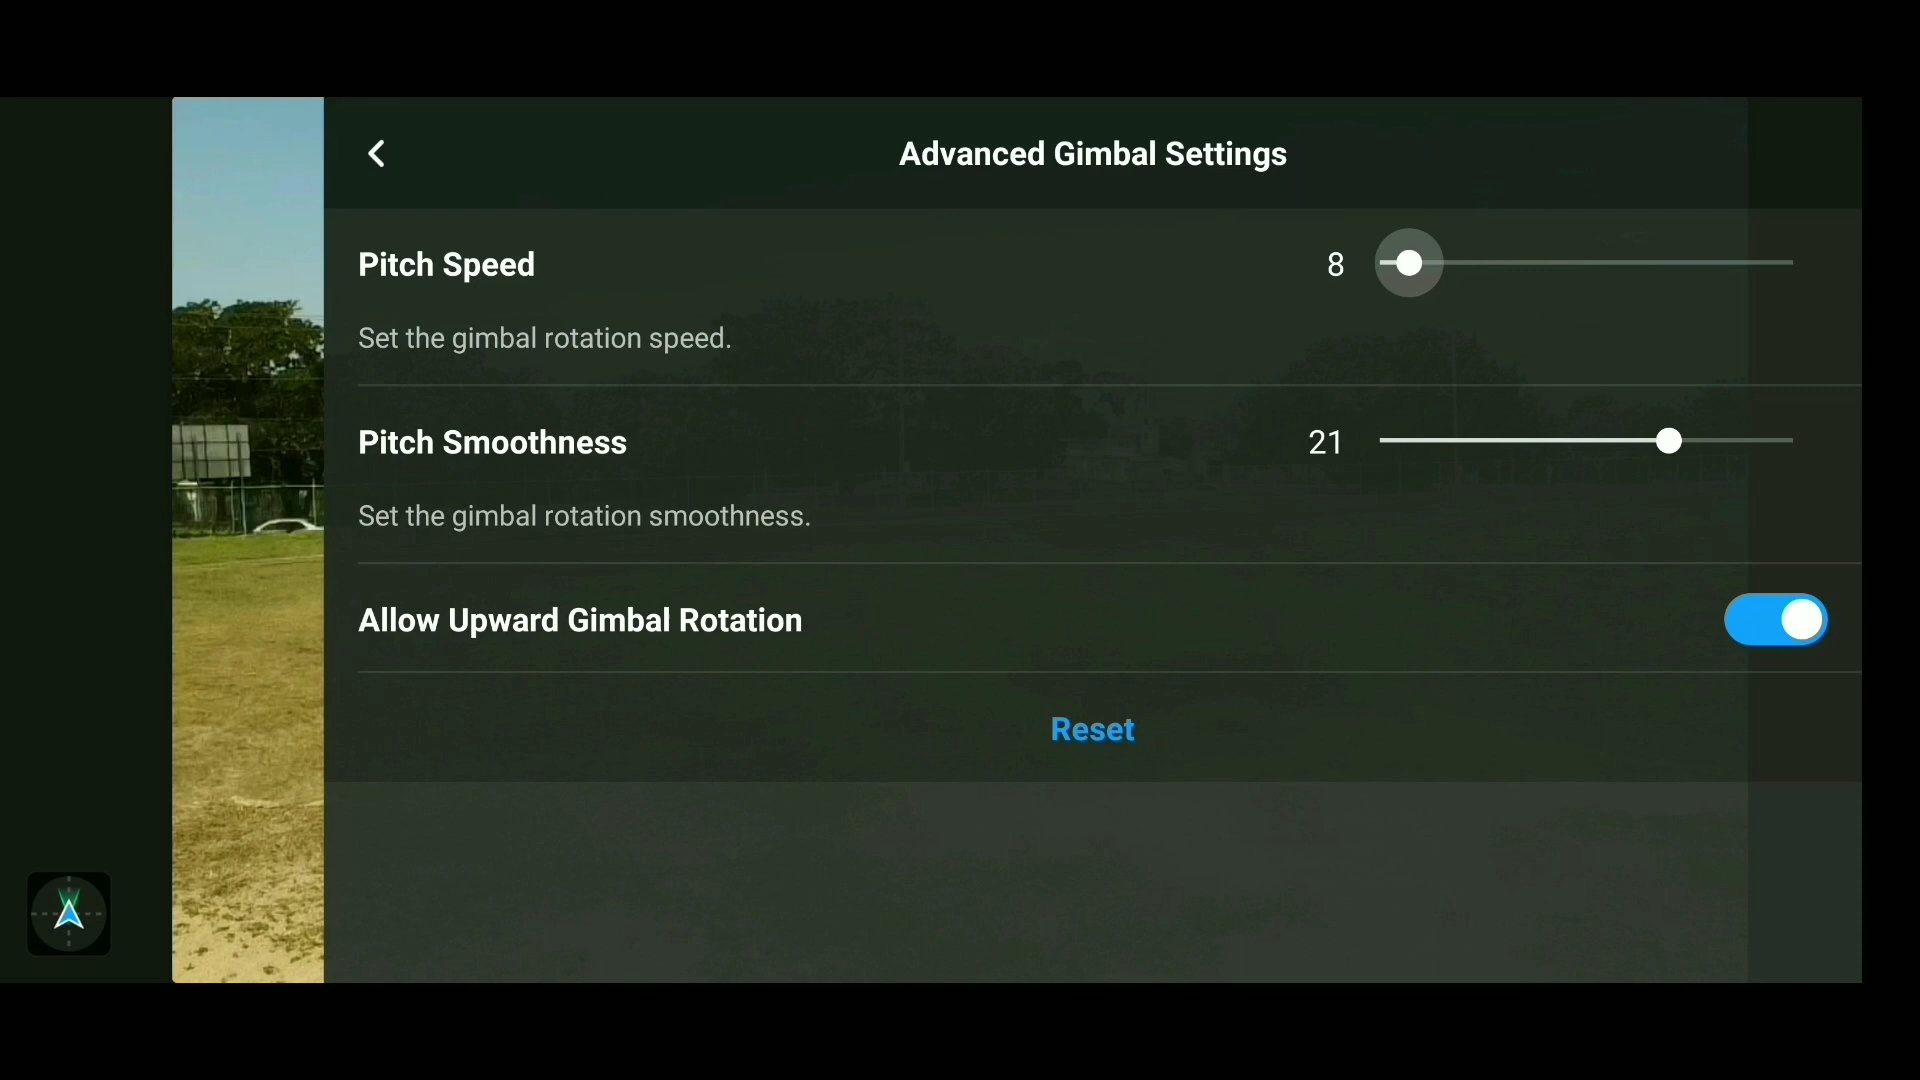 Advanced Gimbal Settings
Pitch Speed 8
Set the gimbal rotation speed.
Pitch Smoothness 21
Set the gimbal rotation smoothness.
Allow Upward Gimbal Rotation
Reset